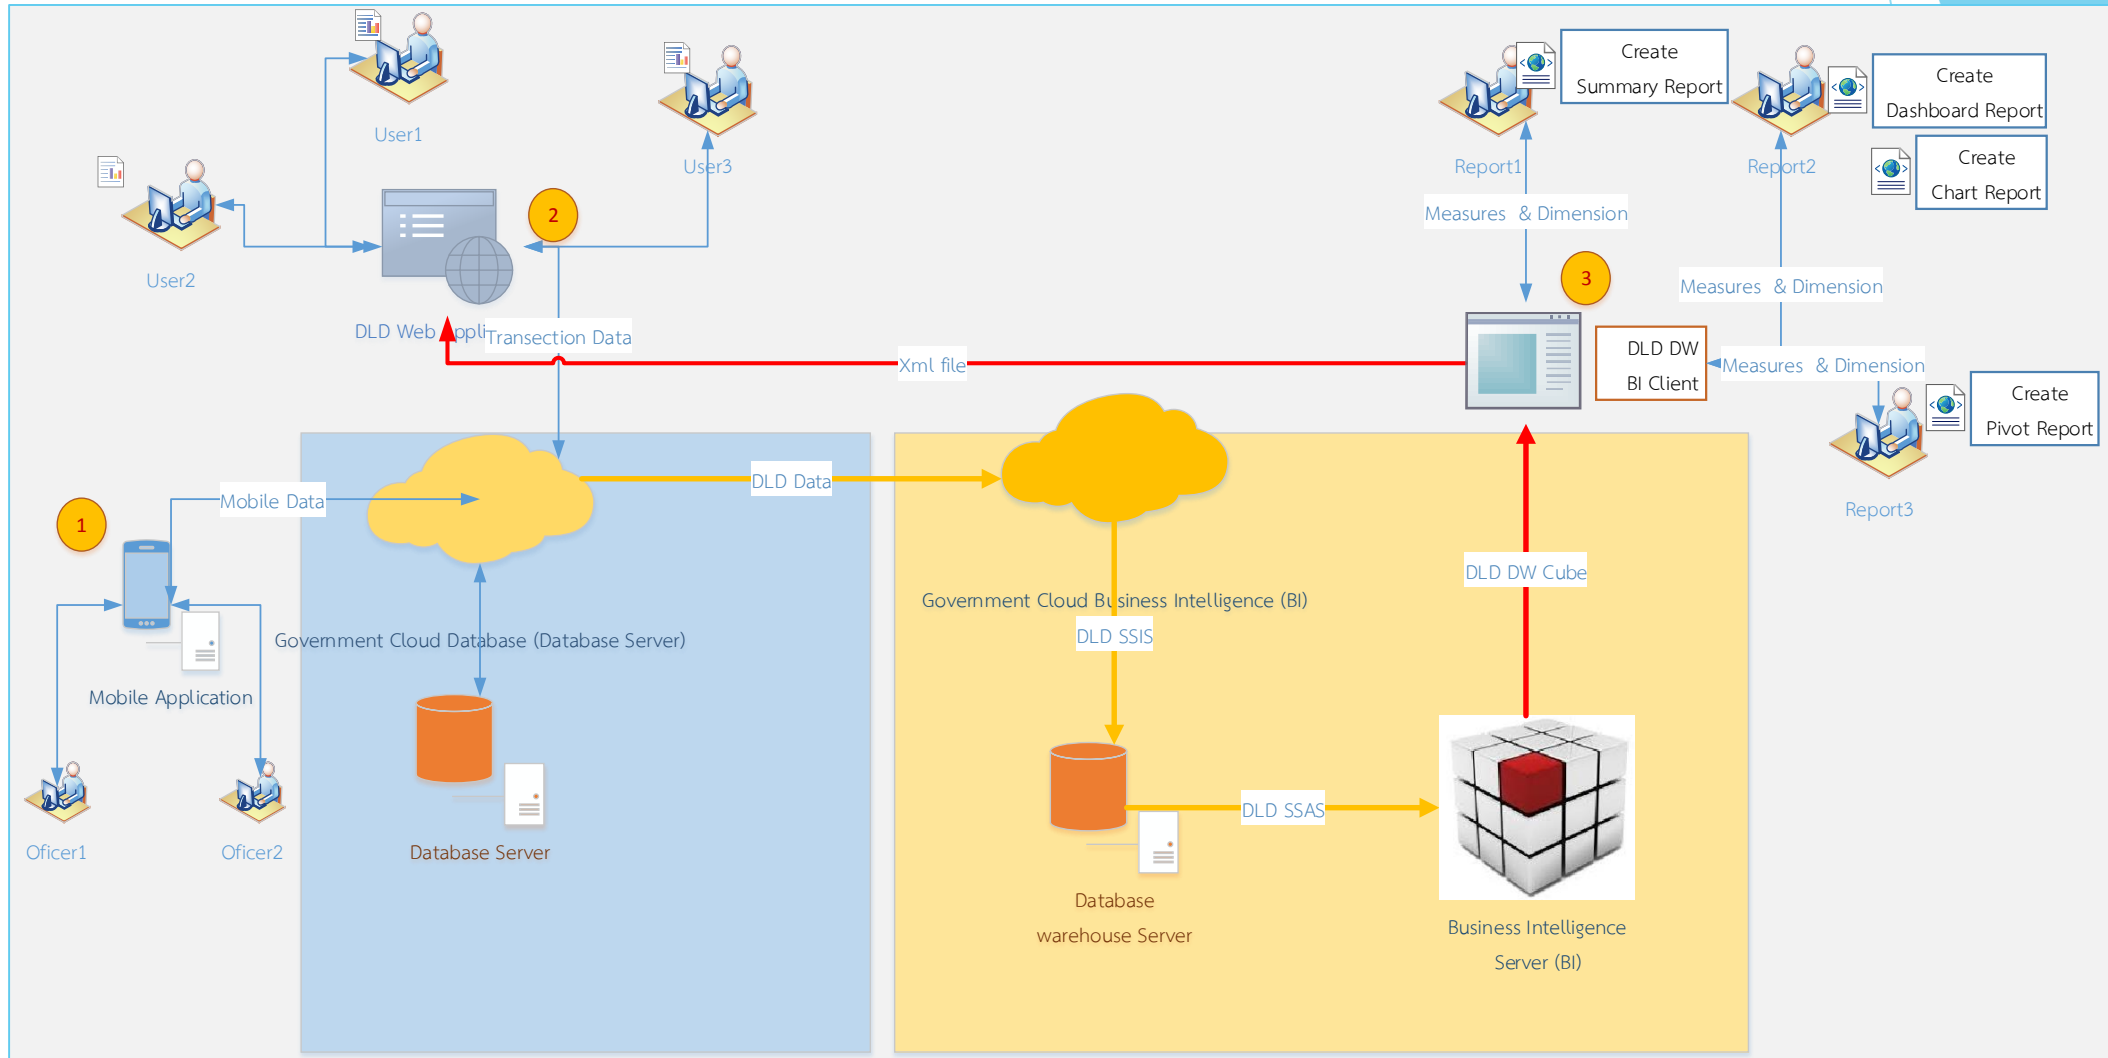 Create
Summary Report
Create
Dashboard Report
User1
User3
Report1
Report2
Create
Chart Report
2
Measures & Dimension
User2
3
Measures & Dimension
DLD Web
Transection Data
Xml file
DLD DW
BI Client
Measures & Dimension
Create
Pivot Report
DLD Data
Mobile Data
1
Report3
DLD DW Cube
Government Cloud Business Intelligence (BI)
DLD SSIS
Government Cloud Database (Database Server)
Mobile Application
DLD SSAS
Oficer1
Oficer2
Database Server
Database
warehouse Server
Business Intelligence
Server (BI)